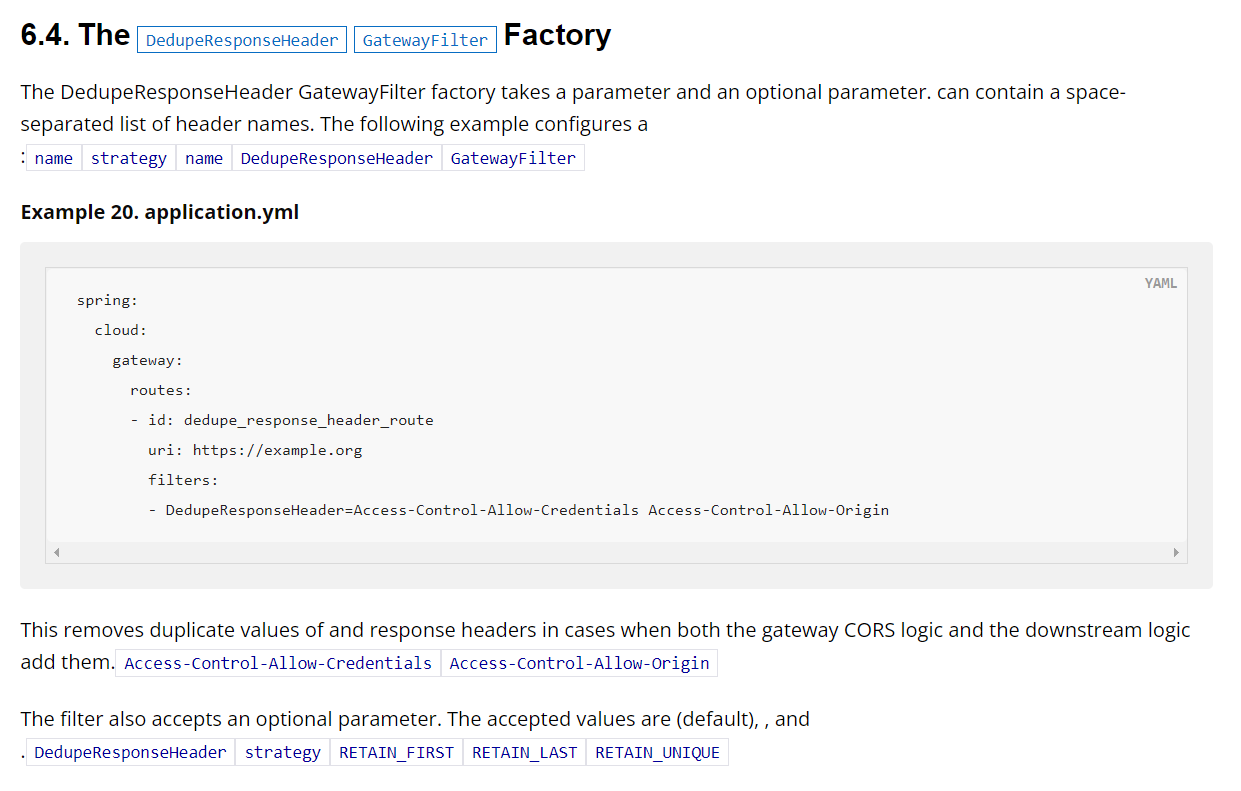 6.4. The DedupeResponseHeader GatewayFilter Factory
The DedupeResponseHeader GatewayFilter factory takes a parameter and an optional parameter. can contain a space-
separated list of header names. The following example configures a
: name strategy name DedupeResponseHeader GatewayFilter
Example 20. application.yml
YAML
spring:
  cloud:
    gateway:
      routes:
      - id: dedupe_response_header_route
        uri: https://example.org
        filters:
        - DedupeResponseHeader=Access-Control-Allow-Credentials Access-Control-Allow-Origin
This removes duplicate values of and response headers in cases when both the gateway CORS logic and the downstream logic
add them. Access-Control-Allow-Credentials Access-Control-Allow-Origin
The filter also accepts an optional parameter. The accepted values are (default), , and
. DedupeResponseHeader strategy RETAIN_FIRST RETAIN_LAST RETAIN_UNIQUE